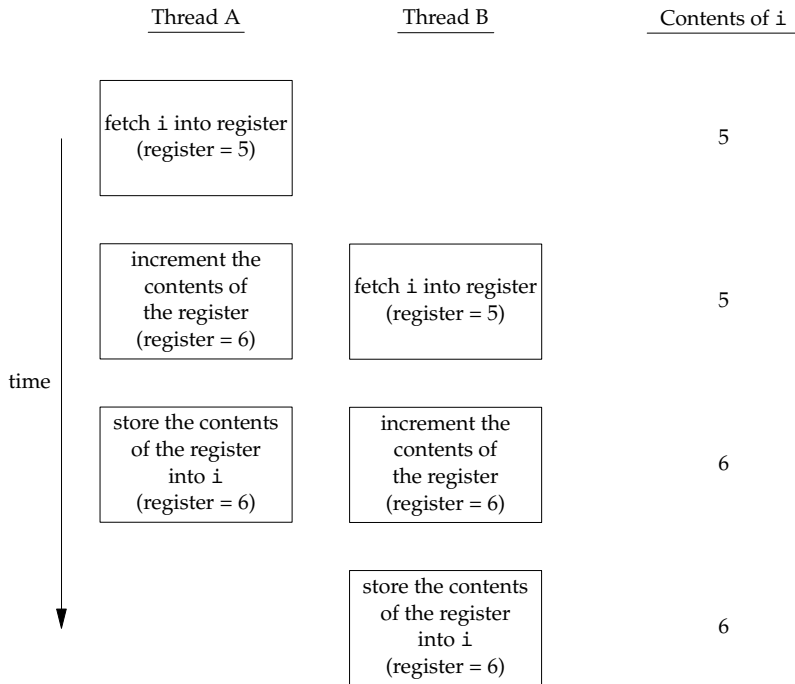 Thread A
Thread B
Contents of i
fetch i into register
(register = 5)
5
increment the
contents of
the register
(register = 6)
fetch i into register
(register = 5)
5
time
store the contents
of the register
into i
(register = 6)
increment the
contents of
the register
(register = 6)
6
store the contents
of the register
into i
(register = 6)
6